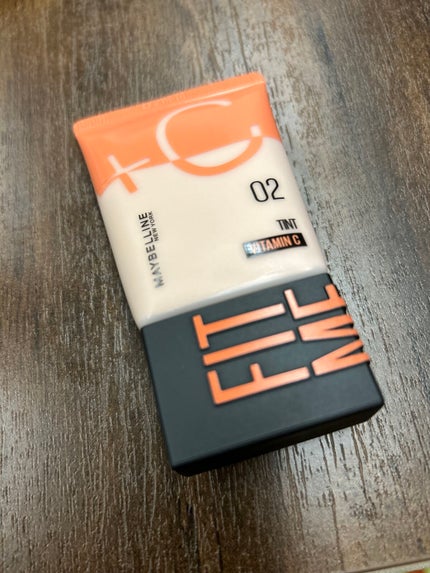 +C
02
TINT
VITAMIN C
MAYBELLINE
NEW YORK
FIT
ME